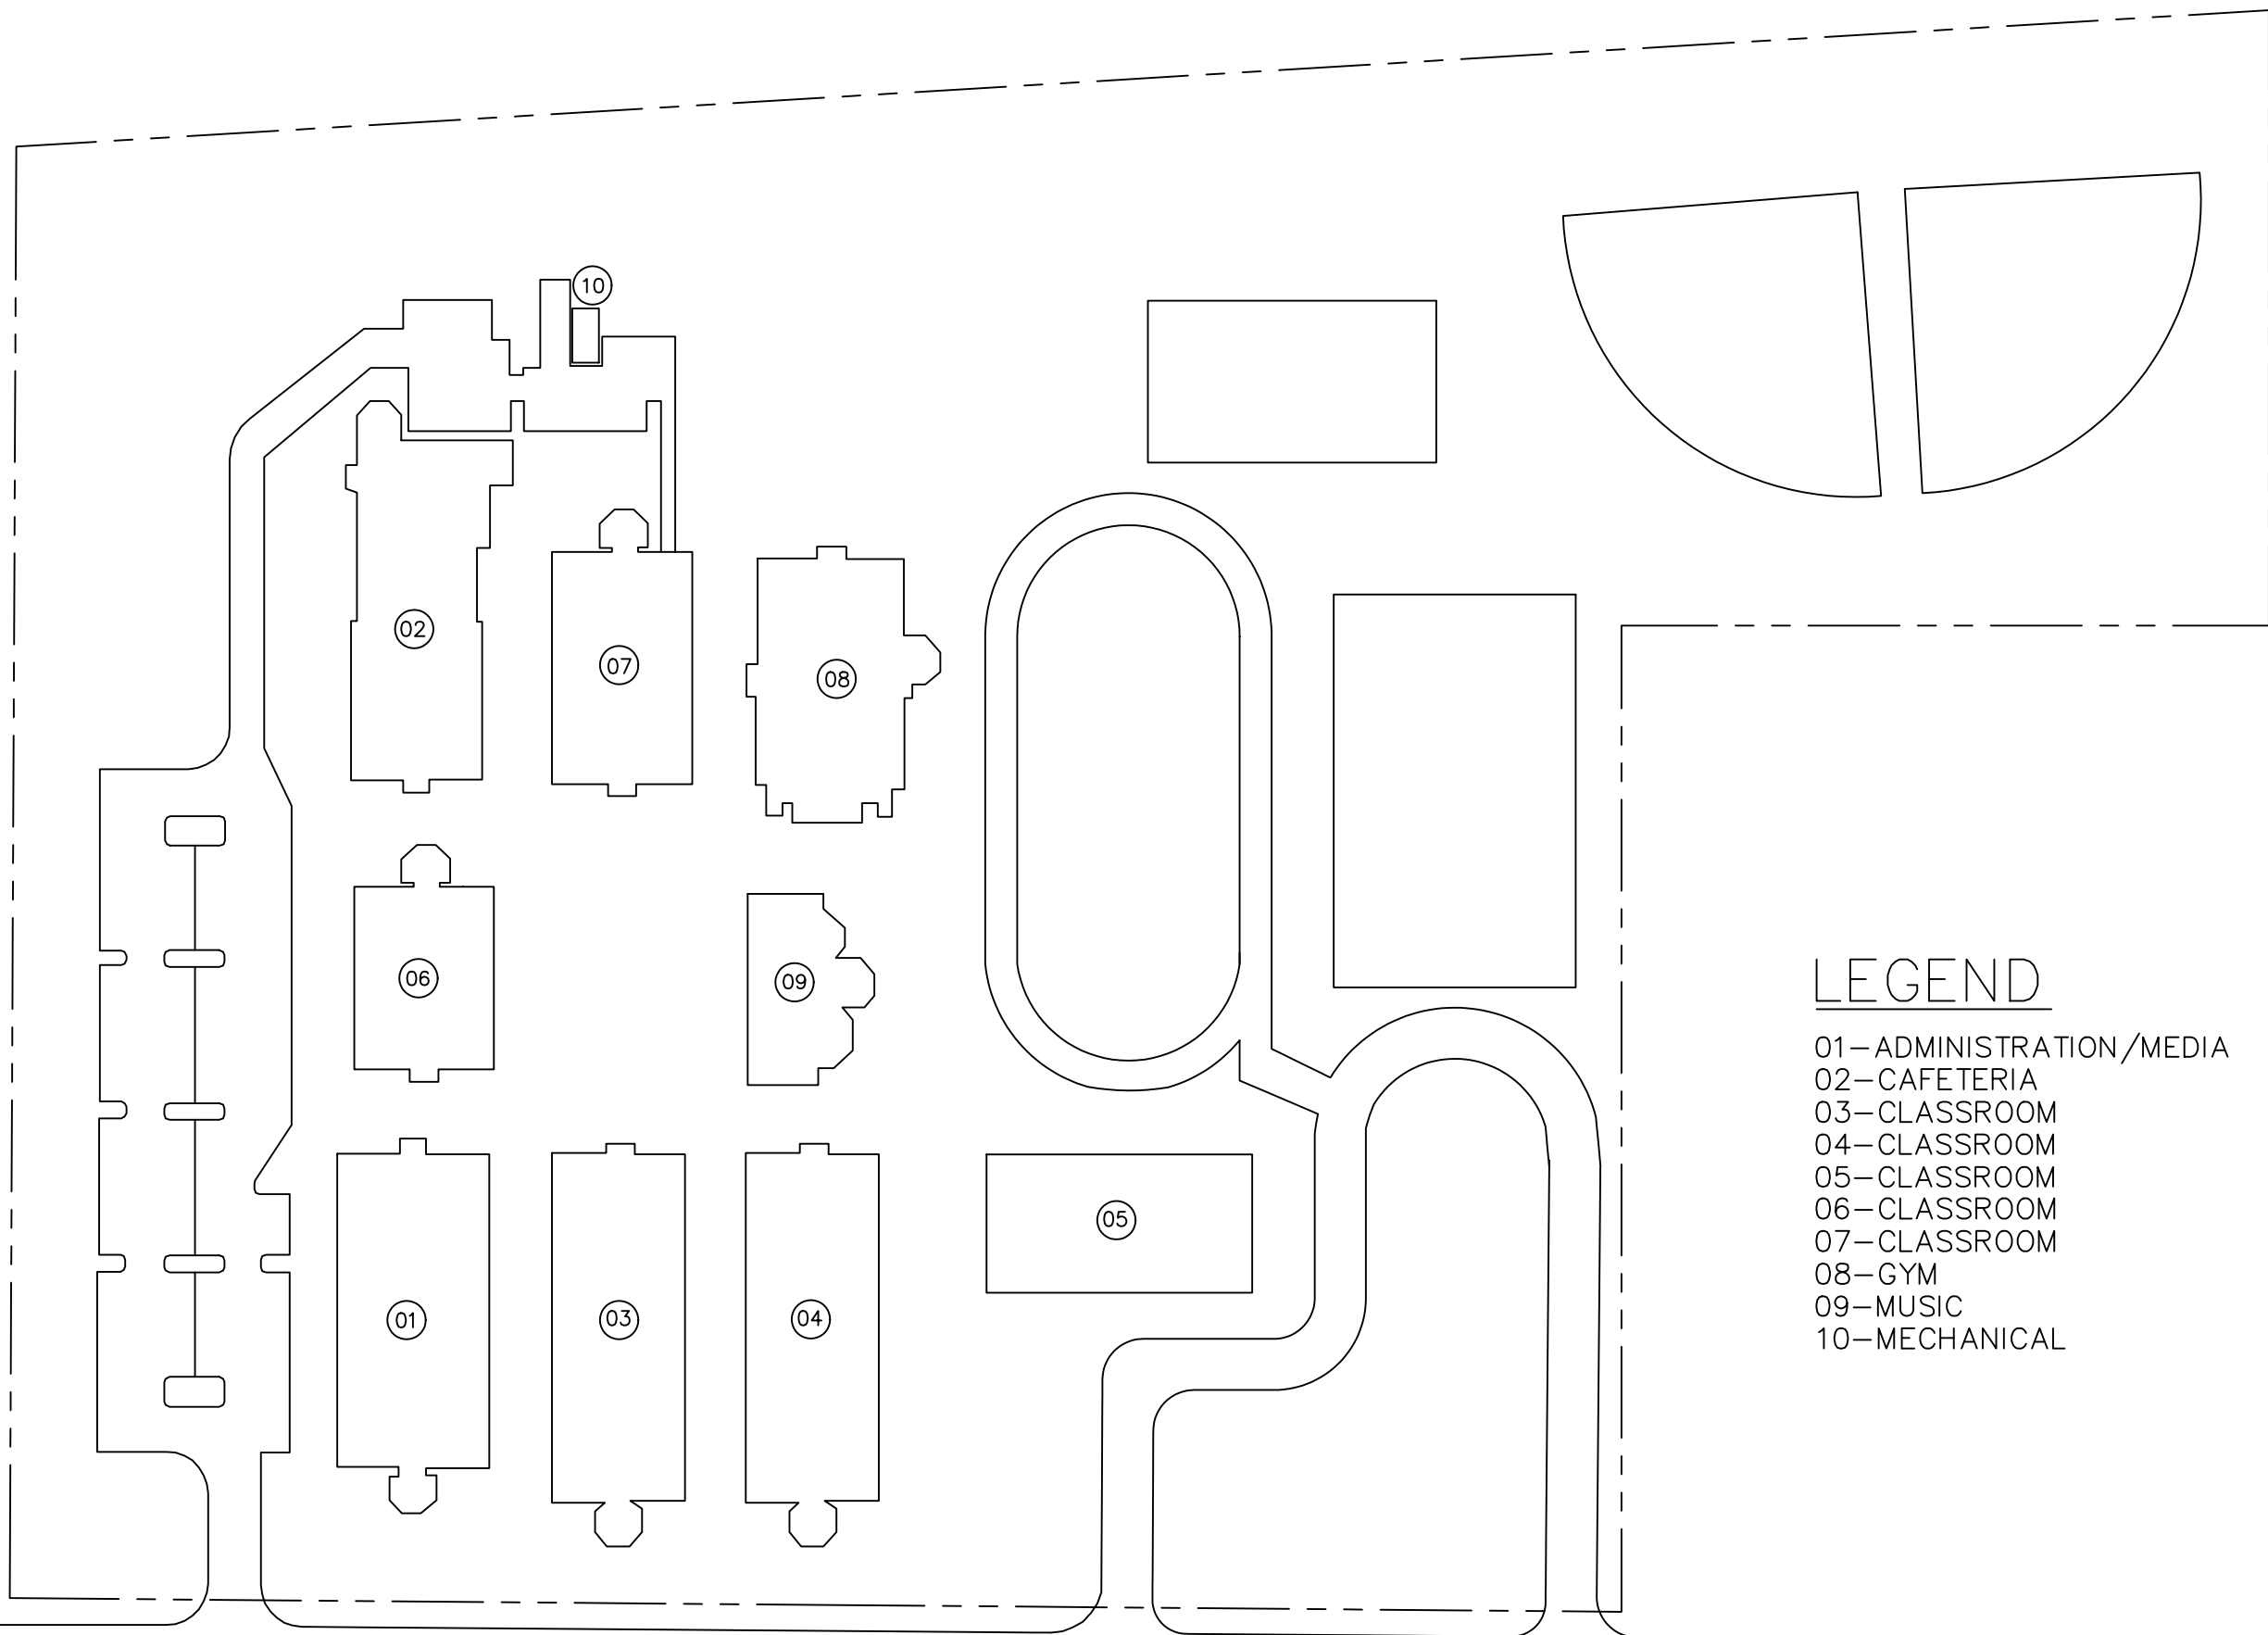 10
02
07
08
06
09
05
01
03
04
LEGEND
01-ADMINISTRATION/MEDIA
02-CAFETERIA
03-CLASSROOM
04-CLASSROOM
05-CLASSROOM
06-CLASSROOM
07-CLASSROOM
08-GYM
09-MUSIC
10-MECHANICAL